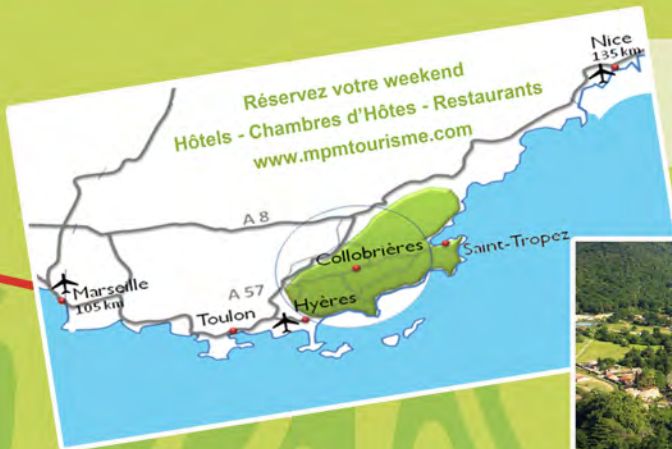 Nice
135 km
Réservez votre weekend
Hôtels - Chambres d'Hôtes - Restaurants
www.mpmtourisme.com
A 8
Collobrières
Saint-Tropez
Marseille
105 km
A 57
Hyères
Toulon